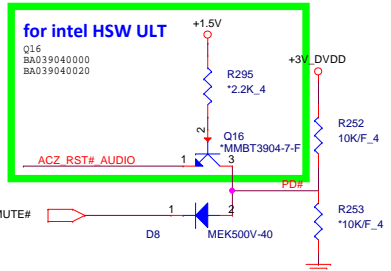 for intel HSW ULT
Q16
BA039040000
BA039040020
+1.5V
+3V_DVDD
R295
*2.2K_4
2
Q16
*MMBT3904-7-F
R252
10K/F_4
ACZ_RST#_AUDIO
1
3
PD#
MUTE#
1
2
D8
MEK500V-40
R253
*10K/F_4